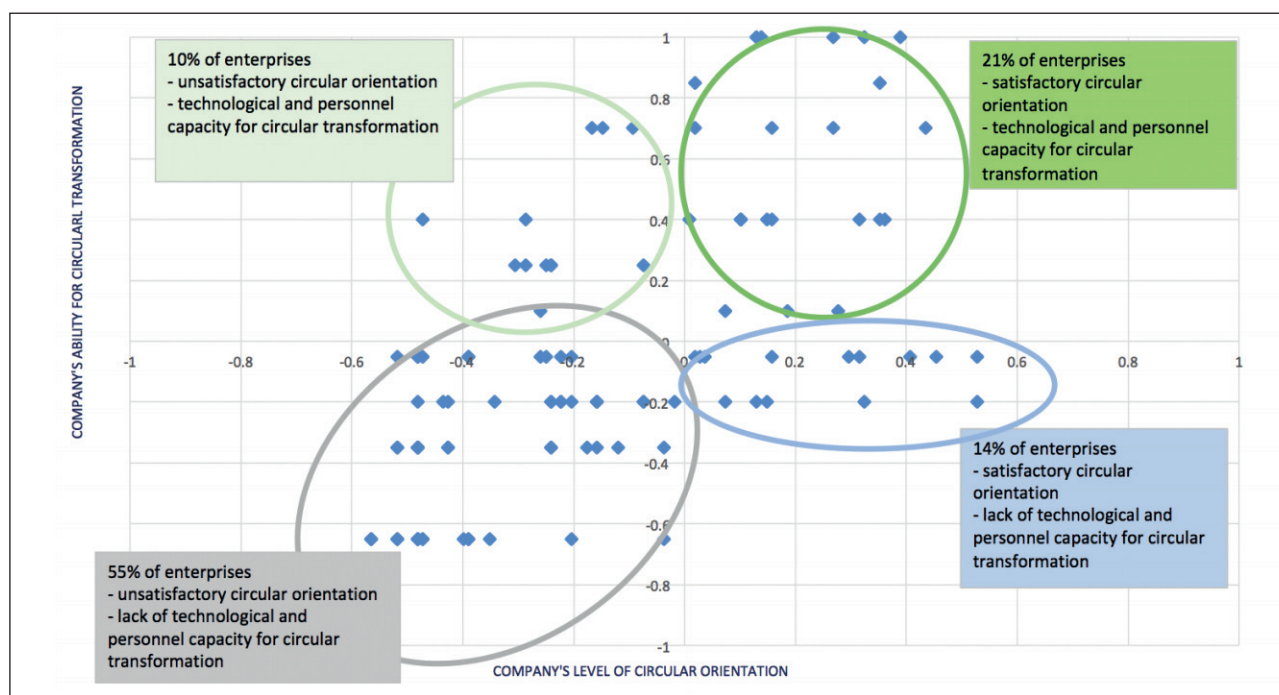 10% of enterprises
- unsatisfactory circular orientation
- technological and personnel
capacity for circular transformation
21% of enterprises
- satisfactory circular
orientation
- technological and personnel
capacity for circular
transformation
COMPANY'S ABILITY FOR CIRCULARL TRANSFORMATION
1
0.8
0.6
0.4
0.2
0
-0.2
-0.4
-0.6
-0.8
-1
-1 -0.8 -0.6 -0.4 -0.2 0.0 0.2 0.4 0.6 0.8 1
14% of enterprises
- satisfactory circular
orientation
- lack of technological and
personnel capacity for circular
transformation
55% of enterprises
- unsatisfactory circular orientation
- lack of technological and
personnel capacity for circular
transformation
COMPANY'S LEVEL OF CIRCULAR ORIENTATION